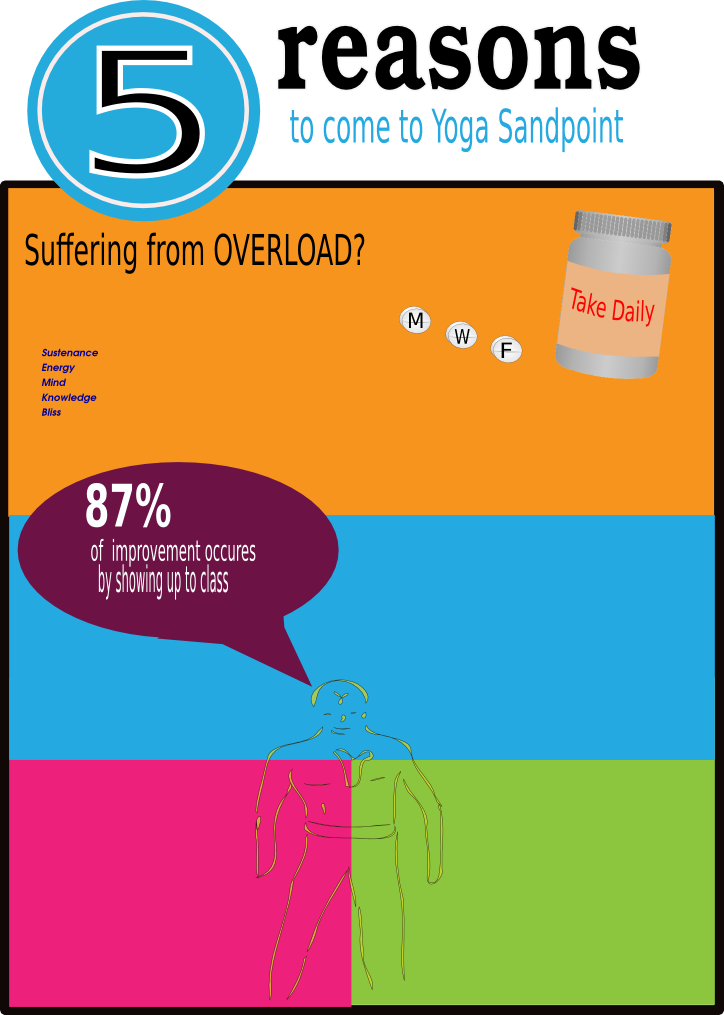 5 reasons
to come to Yoga Sandpoint
Suffering from OVERLOAD?
Take Daily
M
W
F
Sustenance
Energy
Mind
Knowledge
Bliss
87%
of improvement occures
by showing up to class